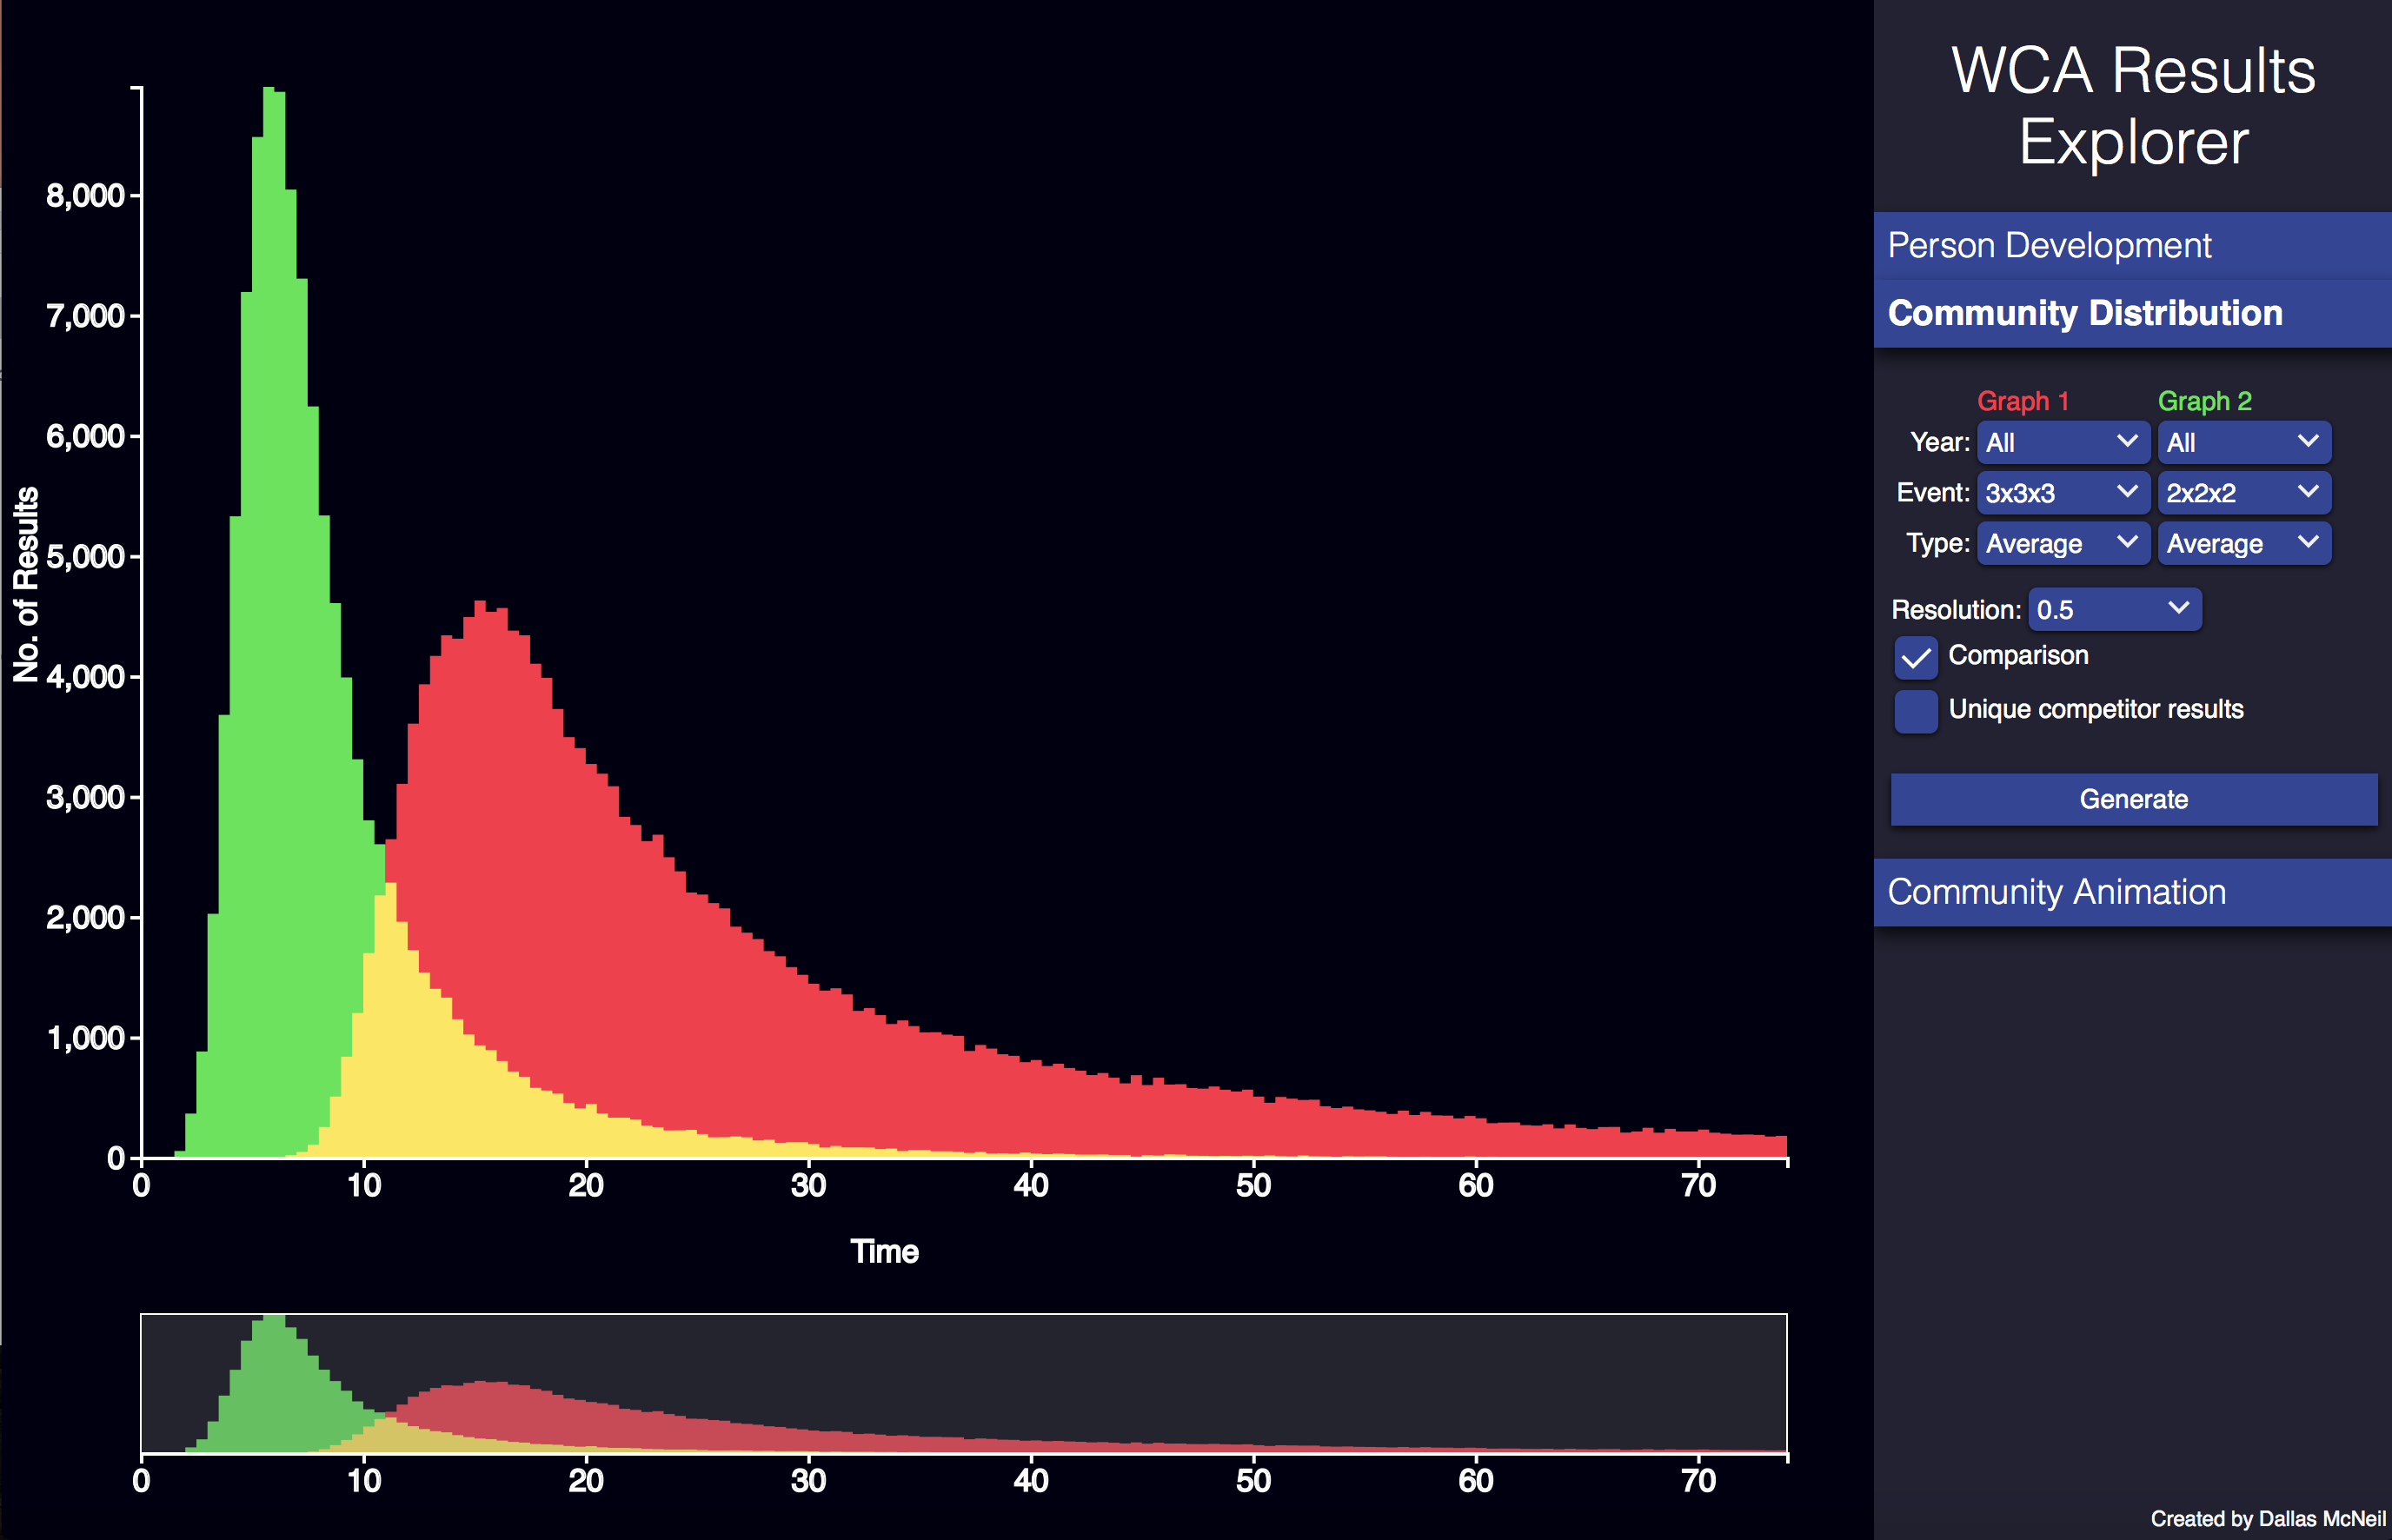 WCA Results
Explorer
Person Development
Community Distribution
Graph 1 Graph 2
Year: All All
Event: 3x3x3 2x2x2
Type: Average Average
Resolution: 0.5
Comparison
Unique competitor results
Generate
Community Animation
Created by Dallas McNeil
No. of Results
8,000
7,000
6,000
5,000
4,000
3,000
2,000
1,000
0
0 10 20 30 40 50 60 70
Time
0 10 20 30 40 50 60 70